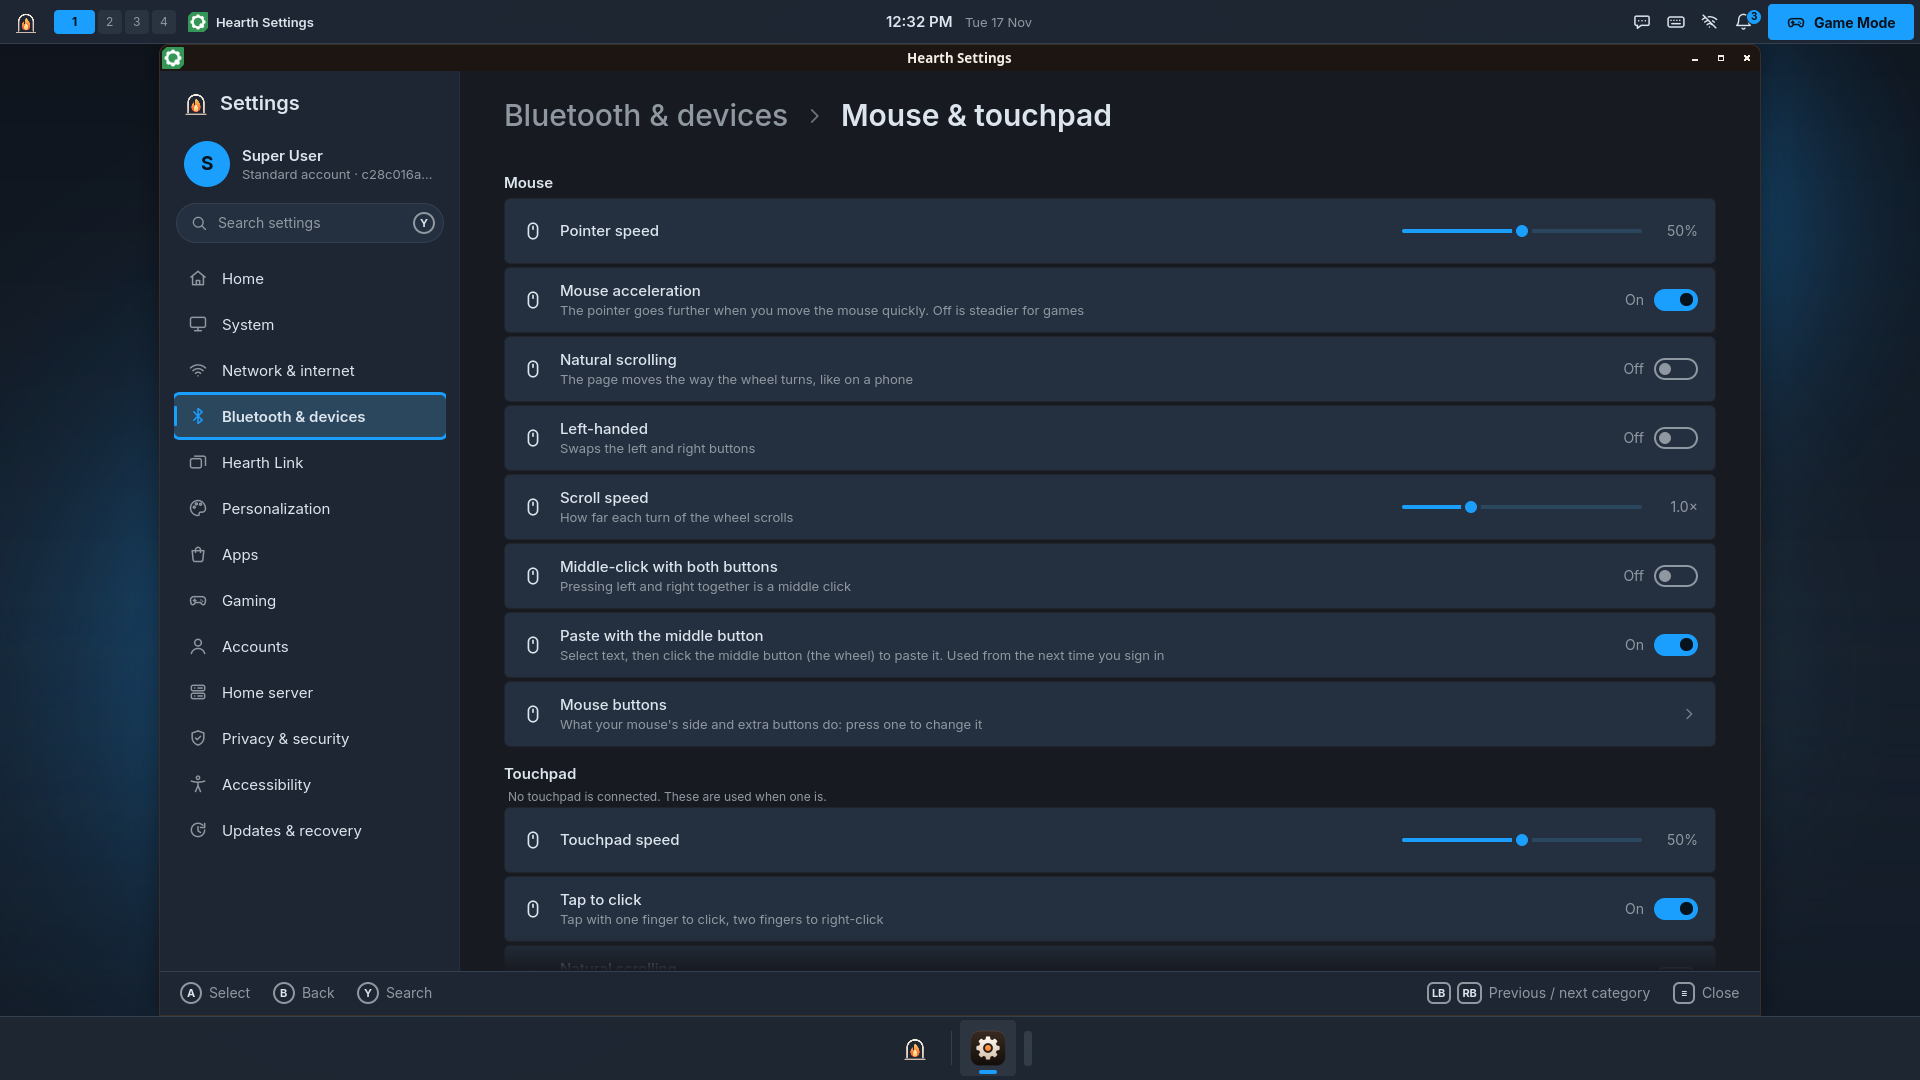 1
2
3
4
Hearth Settings
12:32 PM
Tue 17 Nov
3
Game Mode
Hearth Settings
Settings
S
Super User
Standard account · c28c016a...
Search settings
Y
Home
System
Network & internet
Bluetooth & devices
Hearth Link
Personalization
Apps
Gaming
Accounts
Home server
Privacy & security
Accessibility
Updates & recovery
Bluetooth & devices
Mouse & touchpad
Mouse
Pointer speed
50%
Mouse acceleration
The pointer goes further when you move the mouse quickly. Off is steadier for games
On
Natural scrolling
The page moves the way the wheel turns, like on a phone
Off
Left-handed
Swaps the left and right buttons
Off
Scroll speed
How far each turn of the wheel scrolls
1.0×
Middle-click with both buttons
Pressing left and right together is a middle click
Off
Paste with the middle button
Select text, then click the middle button (the wheel) to paste it. Used from the next time you sign in
On
Mouse buttons
What your mouse's side and extra buttons do: press one to change it
Touchpad
No touchpad is connected. These are used when one is.
Touchpad speed
50%
Tap to click
Tap with one finger to click, two fingers to right-click
On
Natural scrolling
A Select
B Back
Y Search
LB RB Previous / next category
Close